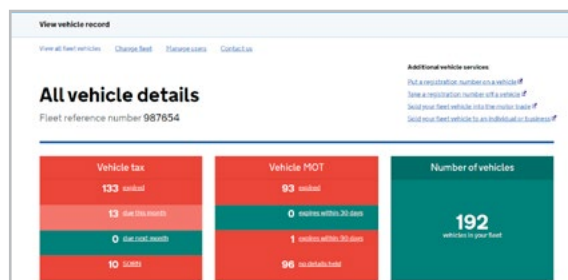 View vehicle record
View all fleet vehicles Change fleet Manage users Contact us
Additional vehicle services
Put a registration number on a vehicle
Take a registration number off a vehicle
Sold your fleet vehicle into the motor trade
Sold your fleet vehicle to an individual or business
All vehicle details
Fleet reference number 987654
Vehicle tax
133 expired
13 due this month
0 due next month
10 SORN
Vehicle MOT
93 expired
0 expires within 30 days
1 expires within 90 days
96 no details held
Number of vehicles
192
vehicles in your fleet